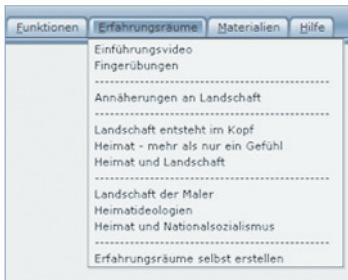 Funktionen Erfahrungsräume Materialien Hilfe
Einführungsvideo
Fingerübungen
Annäherungen an Landschaft
Landschaft entsteht im Kopf
Heimat - mehr als nur ein Gefühl
Heimat und Landschaft
Landschaft der Maler
Heimatideologien
Heimat und Nationalsozialismus
Erfahrungsräume selbst erstellen